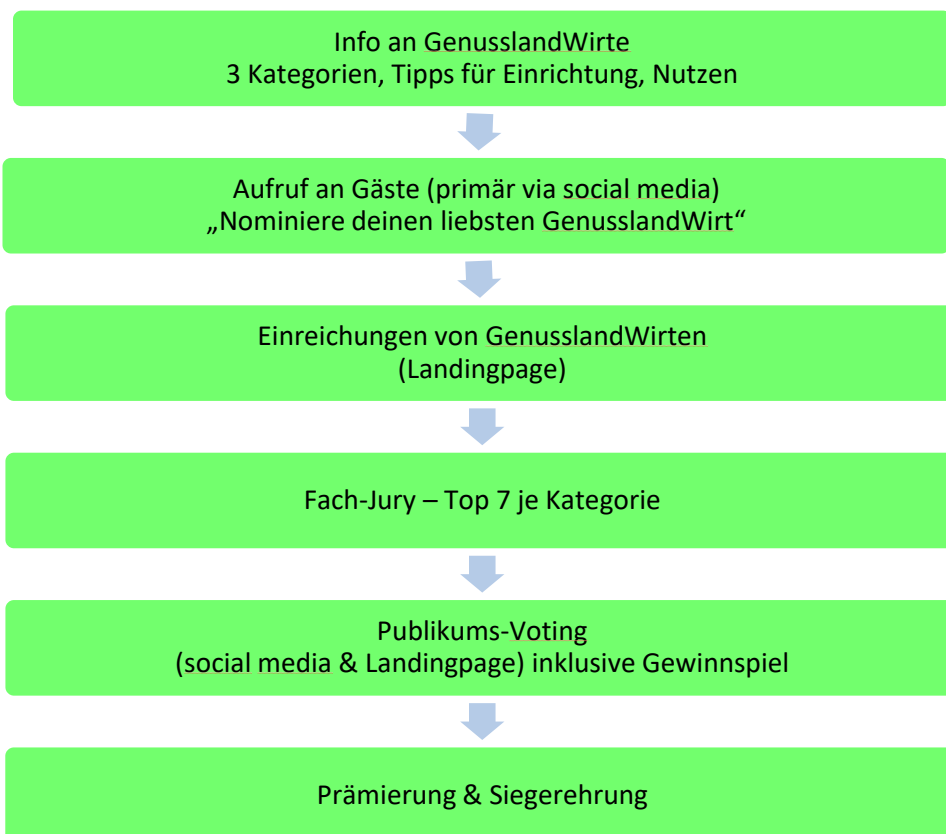 Info an GenusslandWirte
3 Kategorien, Tipps für Einrichtung, Nutzen
Aufruf an Gäste (primär via social media)
„Nominiere deinen liebsten GenusslandWirt“
Einreichungen von GenusslandWirten
(Landingpage)
Fach-Jury – Top 7 je Kategorie
Publikums-Voting
(social media & Landingpage) inklusive Gewinnspiel
Prämierung & Siegerehrung